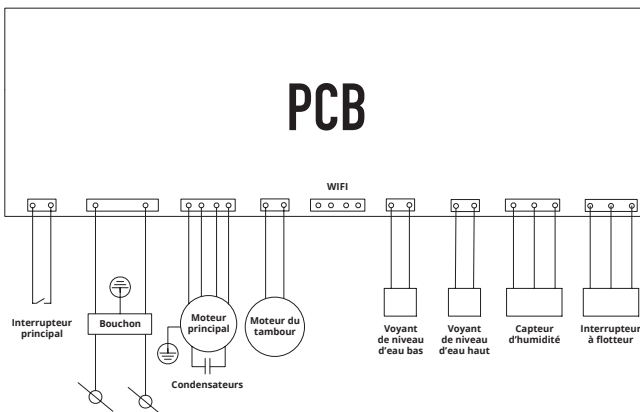 PCB
WIFI
Interrupteur
principal
Bouchon
Moteur
principal
Condensateurs
Moteur du
tambour
Voyant
de niveau
d'eau bas
Voyant
de niveau
d'eau haut
Capteur
d'humidité
Interrupteur
à flotteur